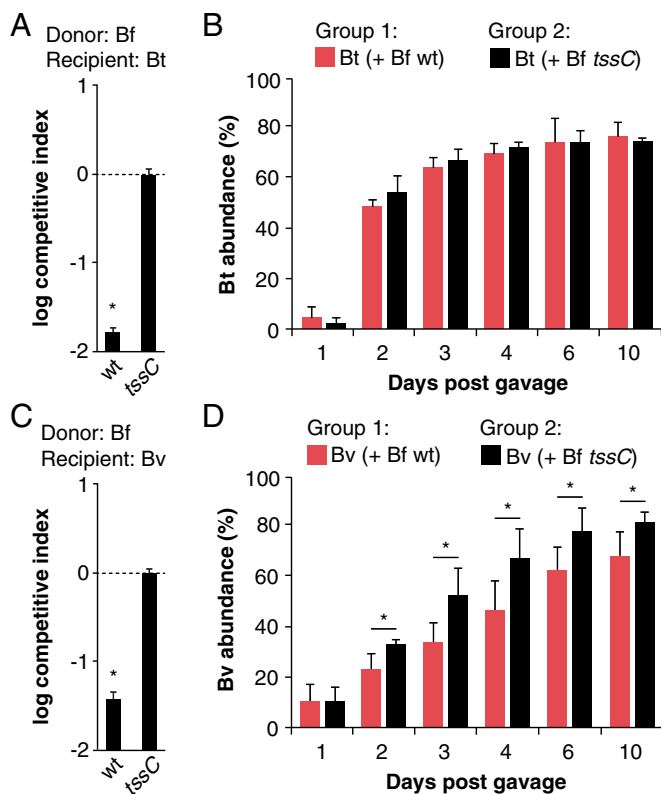 A
Donor: Bf
Recipient: Bt
log competitive index
1
0
-1
-2
*
wt
tssC
B
Group 1:
Bt (+ Bf wt)
Group 2:
Bt (+ Bf tssC)
Bt abundance (%)
100
80
60
40
20
0
1 2 3 4 6 10
Days post gavage
C
Donor: Bf
Recipient: Bv
log competitive index
1
0
-1
-2
*
wt
tssC
D
Group 1:
Bv (+ Bf wt)
Group 2:
Bv (+ Bf tssC)
Bv abundance (%)
100
80
60
40
20
0
* * * * *
1 2 3 4 6 10
Days post gavage